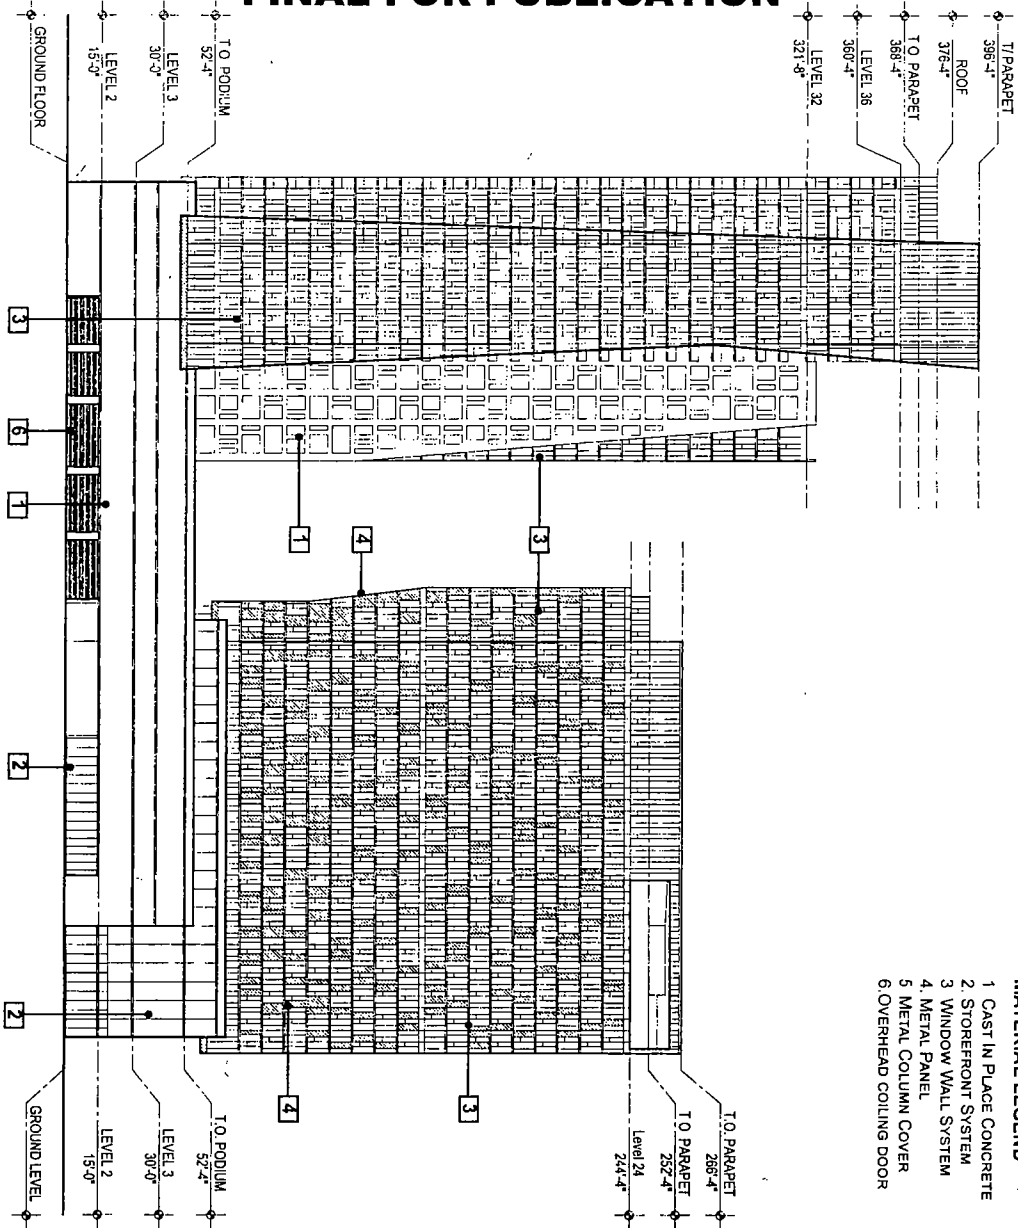 FINAL FOR PUBLICATION
T/ PARAPET
396'-4"
ROOF
376'-4"
T.O. PARAPET
368'-4"
LEVEL 36
360'-4"
LEVEL 32
321'-8"
T.O. PODIUM
52'-4"
LEVEL 3
30'-0"
LEVEL 2
15'-0"
GROUND FLOOR
3
6
1
2
2
1
4
3
4
3
MATERIAL LEGEND
1 CAST IN PLACE CONCRETE
2. STOREFRONT SYSTEM
3 WINDOW WALL SYSTEM
4. METAL PANEL
5 METAL COLUMN COVER
6.OVERHEAD COILING DOOR
T.O. PARAPET
266'-4"
T.O PARAPET
252'-4"
Level 24
244'-4"
T.O. PODIUM
52'-4"
LEVEL 3
30'-0"
LEVEL 2
15'-0"
GROUND LEVEL